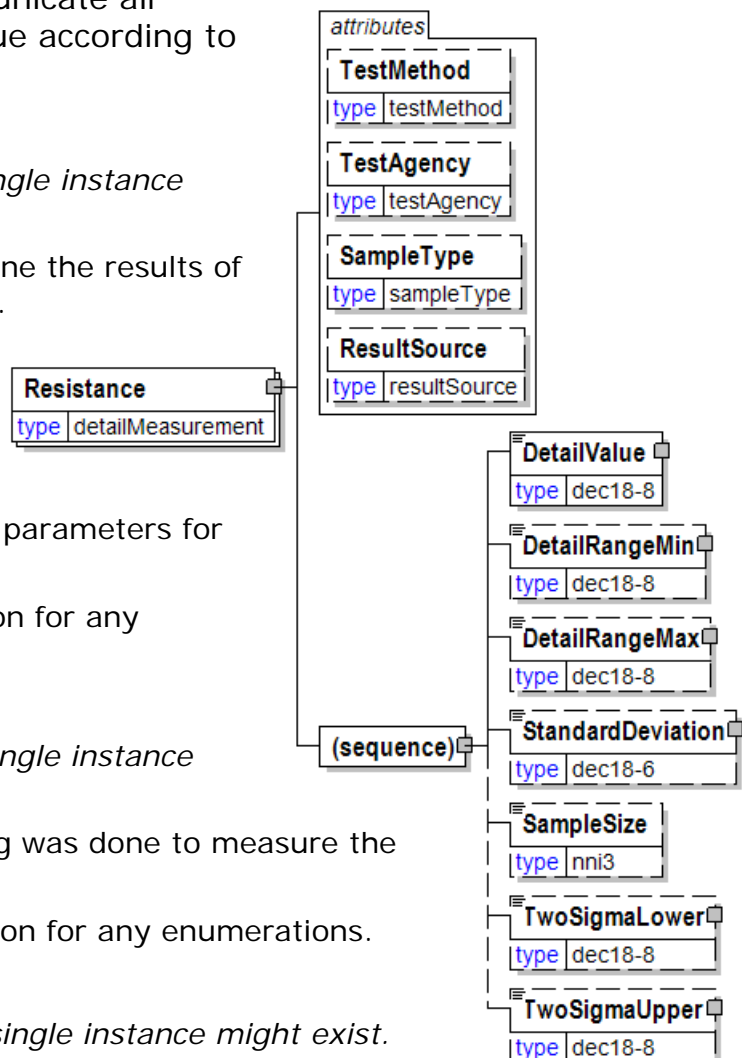 unicate all
ue according to
ngle instance
ne the results of
.
parameters for
on for any
ngle instance
g was done to measure the
on for any enumerations.
single instance might exist.
attributes
TestMethod
type testMethod
TestAgency
type testAgency
SampleType
type sampleType
ResultSource
type resultSource
Resistance
type detailMeasurement
(sequence)
DetailValue
type dec18-8
DetailRangeMin
type dec18-8
DetailRangeMax
type dec18-8
StandardDeviation
type dec18-6
SampleSize
type nni3
TwoSigmaLower
type dec18-8
TwoSigmaUpper
type dec18-8